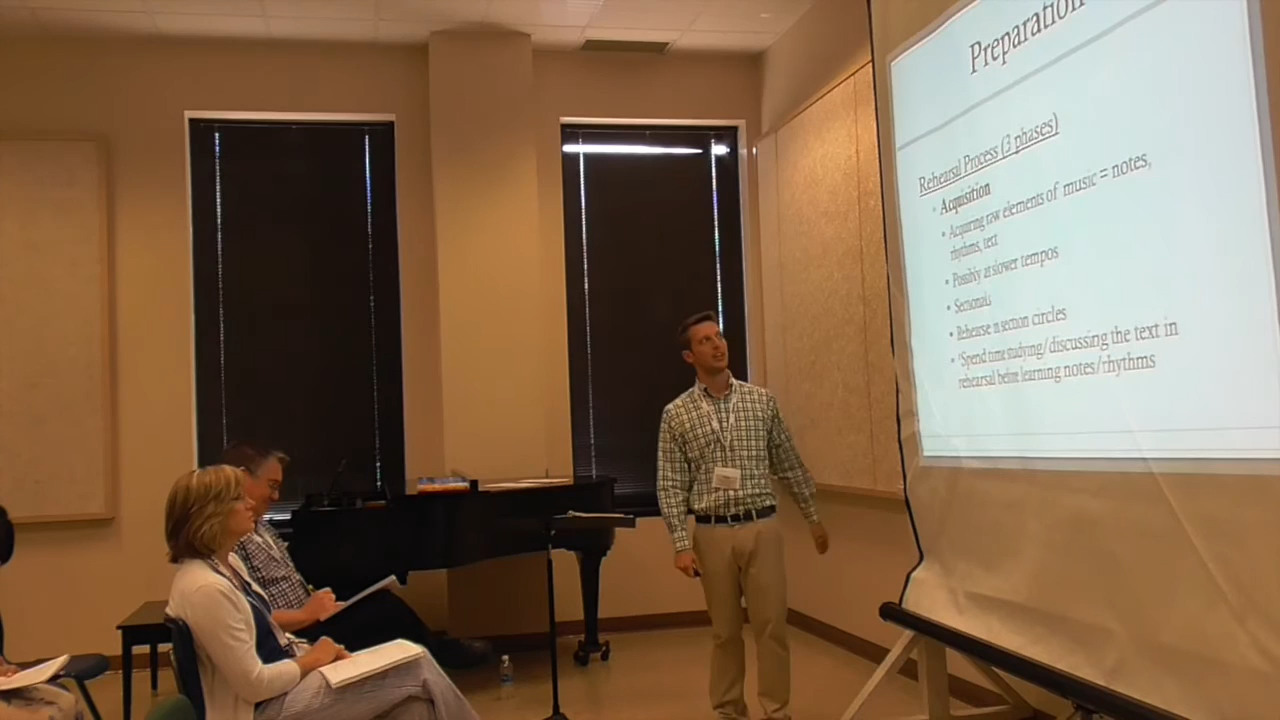 Preparation
Rehearsal Process (3 phases)
• Acquisition
• Acquiring raw elements of music = notes,
rhythms, text
• Possibly at slower tempos
• Sectionals
• Rehearse in section circles
• *Spend time studying/discussing the text in
rehearsal before learning notes/rhythms